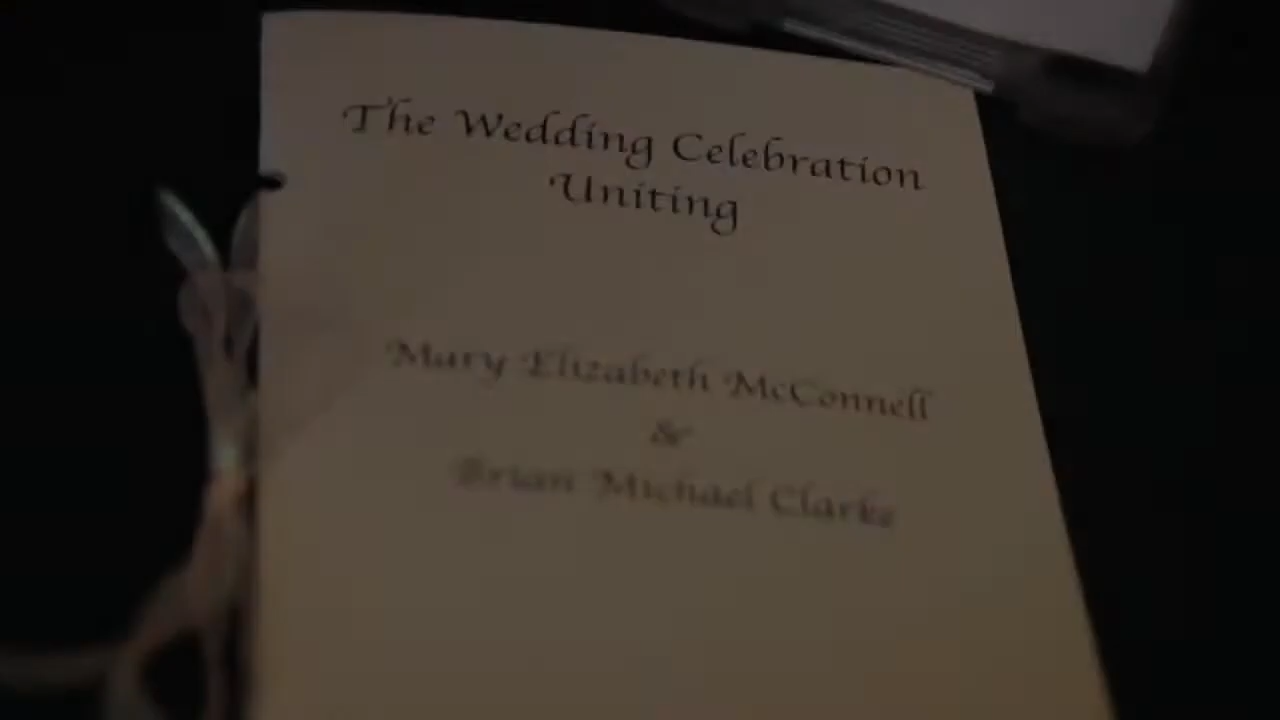 The Wedding Celebration
Uniting
Mary Elizabeth McConnell
&
Brian Michael Clarke